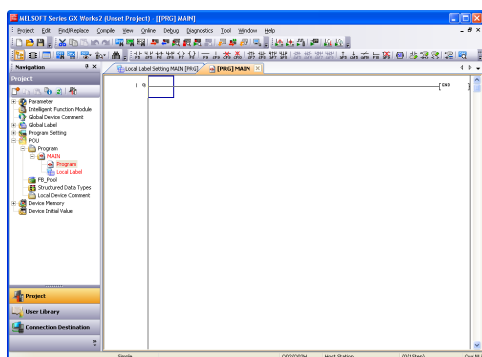 MELSOFT Series GX Works2 (Unset Project) - [[PRG] MAIN]
Project Edit Find/Replace Compile View Online Debug Diagnostics Tool Window Help
Navigation
Local Label Setting MAIN [PRG] [PRG] MAIN
Project
( 0) [END ]
Parameter
Intelligent Function Module
Global Device Comment
Global Label
Program Setting
POU
Program
MAIN
Program
Local Label
FB_Pool
Structured Data Types
Local Device Comment
Device Memory
Device Initial Value
Project
User Library
Connection Destination
Simple Host Station (0/1Step)